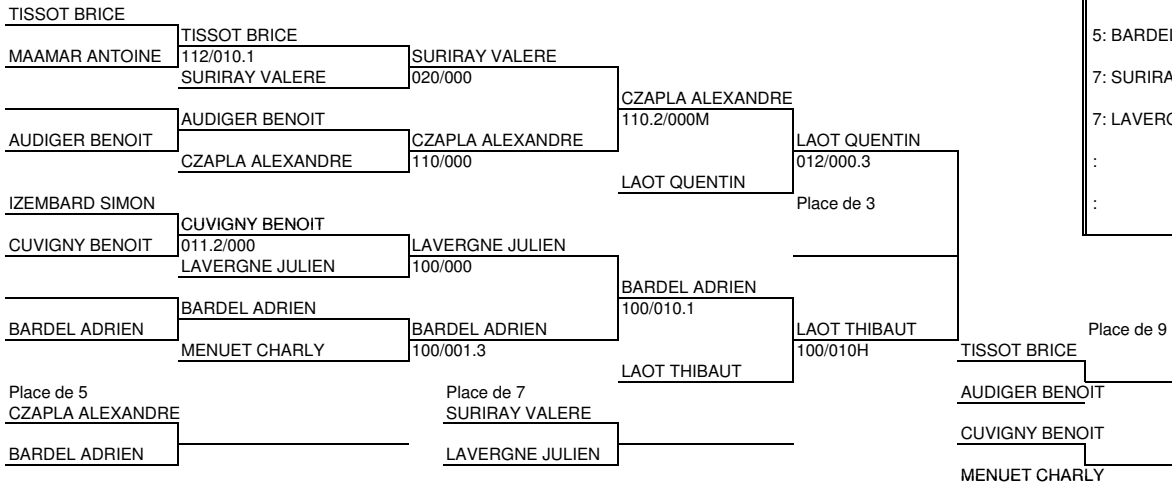 TISSOT BRICE
TISSOT BRICE
5: BARDEL
MAAMAR ANTOINE
112/010.1
SURIRAY VALERE
SURIRAY VALERE
020/000
7: SURIRA
CZAPLA ALEXANDRE
AUDIGER BENOIT
110.2/000M
7: LAVERG
AUDIGER BENOIT
CZAPLA ALEXANDRE
LAOT QUENTIN
CZAPLA ALEXANDRE
110/000
012/000.3
:
LAOT QUENTIN
IZEMBARD SIMON
Place de 3
:
CUVIGNY BENOIT
CUVIGNY BENOIT
011.2/000
LAVERGNE JULIEN
LAVERGNE JULIEN
100/000
BARDEL ADRIEN
BARDEL ADRIEN
100/010.1
BARDEL ADRIEN
BARDEL ADRIEN
LAOT THIBAUT
Place de 9
MENUET CHARLY
100/001.3
100/010H
TISSOT BRICE
LAOT THIBAUT
Place de 5
Place de 7
AUDIGER BENOIT
CZAPLA ALEXANDRE
SURIRAY VALERE
CUVIGNY BENOIT
BARDEL ADRIEN
LAVERGNE JULIEN
MENUET CHARLY